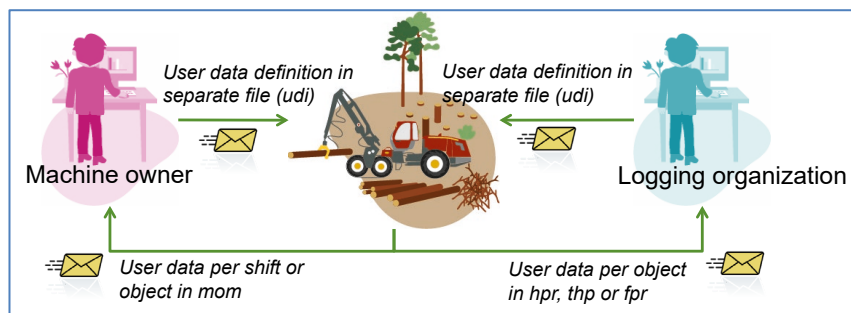 User data definition in
separate file (udi)
User data definition in
separate file (udi)
Machine owner
Logging organization
User data per shift or
object in mom
User data per object
in hpr, thp or fpr